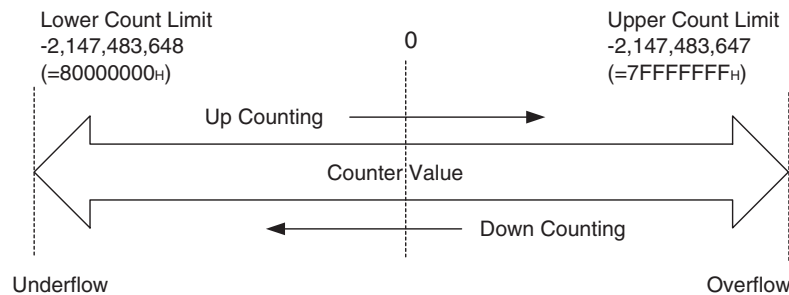 Lower Count Limit
-2,147,483,648
(=80000000H)
0
Upper Count Limit
-2,147,483,647
(=7FFFFFFFH)
Up Counting
Counter Value
Down Counting
Underflow
Overflow